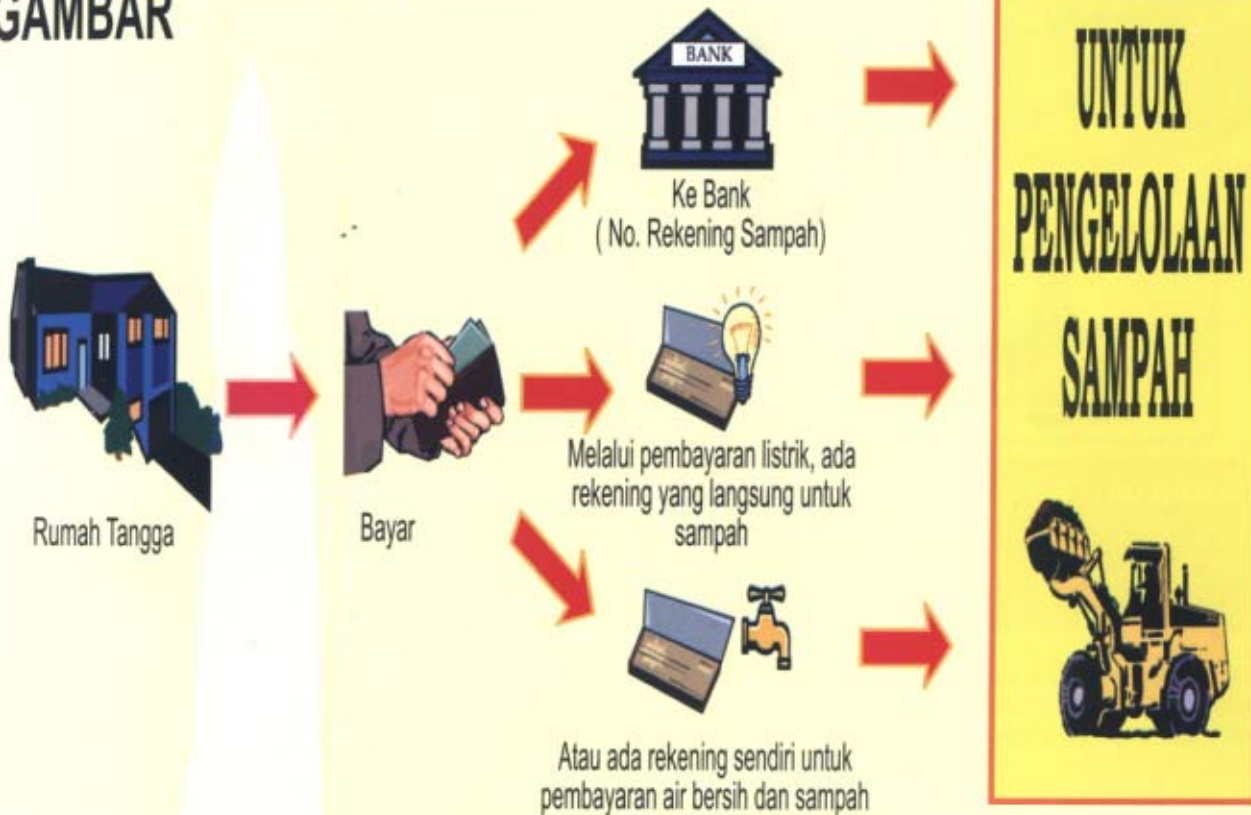 GAMBAR
BANK
Ke Bank
( No. Rekening Sampah)
Rumah Tangga
Bayar
Melalui pembayaran listrik, ada
rekening yang langsung untuk
sampah
Atau ada rekening sendiri untuk
pembayaran air bersih dan sampah
UNTUK
PENGELOLAAN
SAMPAH